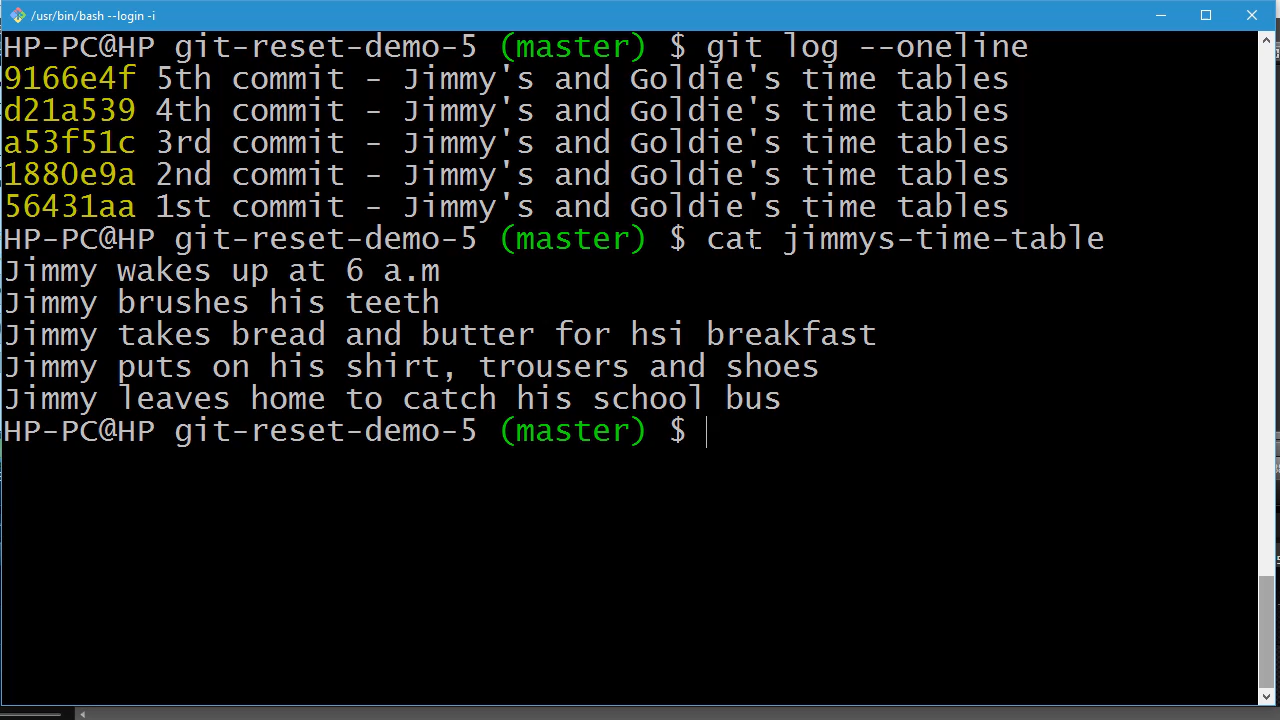 /usr/bin/bash --login -i
HP-PC@HP git-reset-demo-5 (master) $ git log --oneline
9166e4f 5th commit - Jimmy's and Goldie's time tables
d21a539 4th commit - Jimmy's and Goldie's time tables
a53f51c 3rd commit - Jimmy's and Goldie's time tables
1880e9a 2nd commit - Jimmy's and Goldie's time tables
56431aa 1st commit - Jimmy's and Goldie's time tables
HP-PC@HP git-reset-demo-5 (master) $ cat jimmys-time-table
Jimmy wakes up at 6 a.m
Jimmy brushes his teeth
Jimmy takes bread and butter for hsi breakfast
Jimmy puts on his shirt, trousers and shoes
Jimmy leaves home to catch his school bus
HP-PC@HP git-reset-demo-5 (master) $